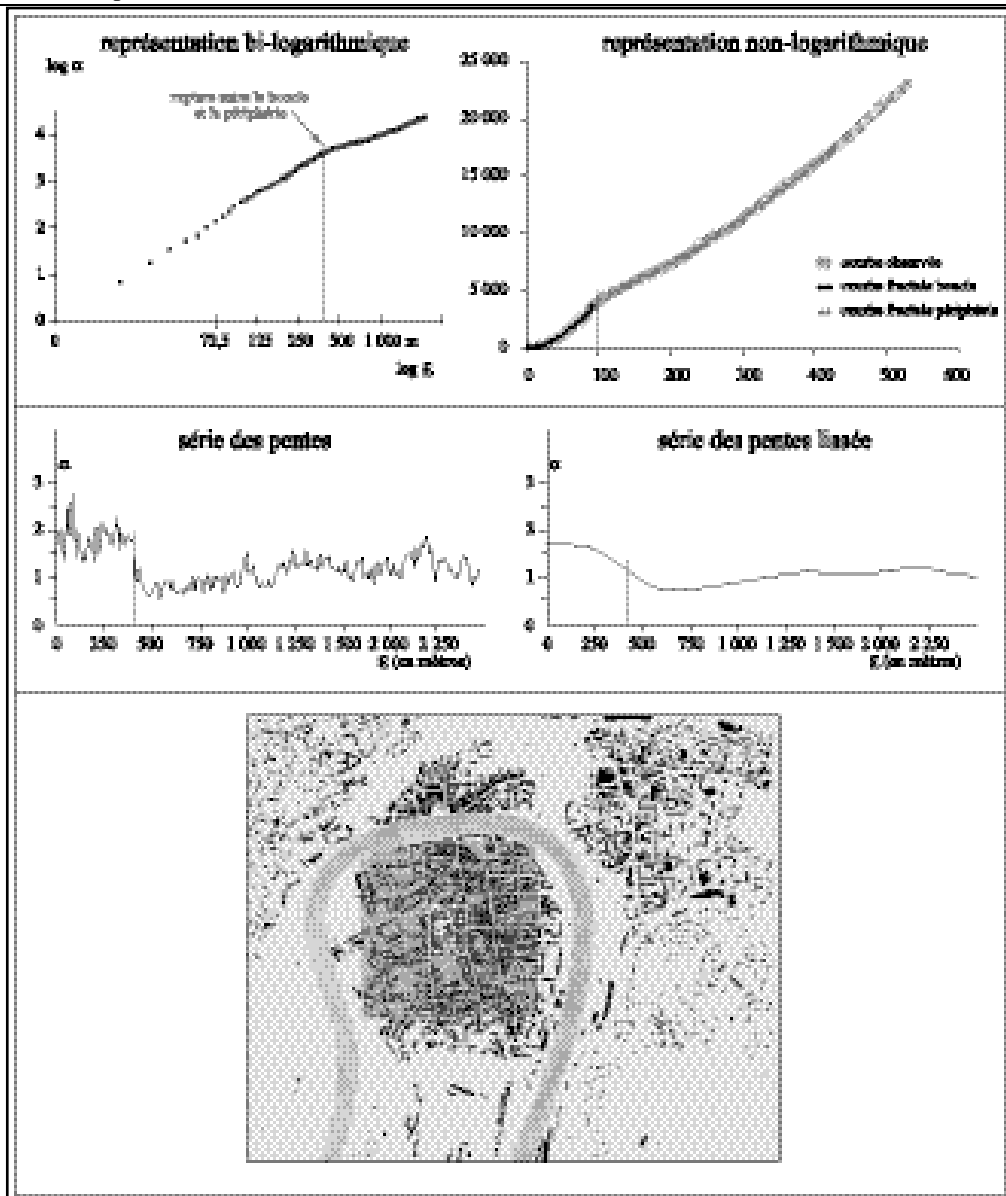 représentation bi-logarithmique
représentation non-logarithmique
log α
rupture entre la boucle
et la périphérie
4
3
2
1
0
0 125 250 500 1 000 m
log ε
25 000
20 000
15 000
10 000
5 000
0
courbe observée
courbe fractale boucle
courbe fractale périphérie
0 100 200 300 400 500 600
série des pentes
série des pentes lissée
α
3
2
1
0
0 250 500 750 1 000 1 250 1 500 1 750 2 000 2 250
ε (en mètres)
α
3
2
1
0
0 250 500 750 1 000 1 250 1 500 1 750 2 000 2 250
ε (en mètres)